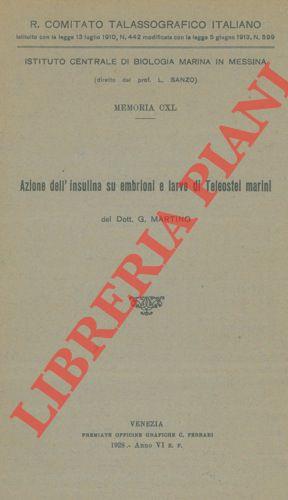 R. COMITATO TALASSOGRAFICO ITALIANO
Istituito con la legge 13 luglio 1910, N. 442 modificata con la legge 5 giugno 1913, N. 599
ISTITUTO CENTRALE DI BIOLOGIA MARINA IN MESSINA
(diretto dal prof. L. SANZO)
MEMORIA CXL
Azione dell'insulina su embrioni e larve di Teleostei marini
del Dott. G. MARTINO
LIBRERIA PIANI
VENEZIA
PREMIATE OFFICINE GRAFICHE C. FERRARI
1928 - Anno VI E. F.